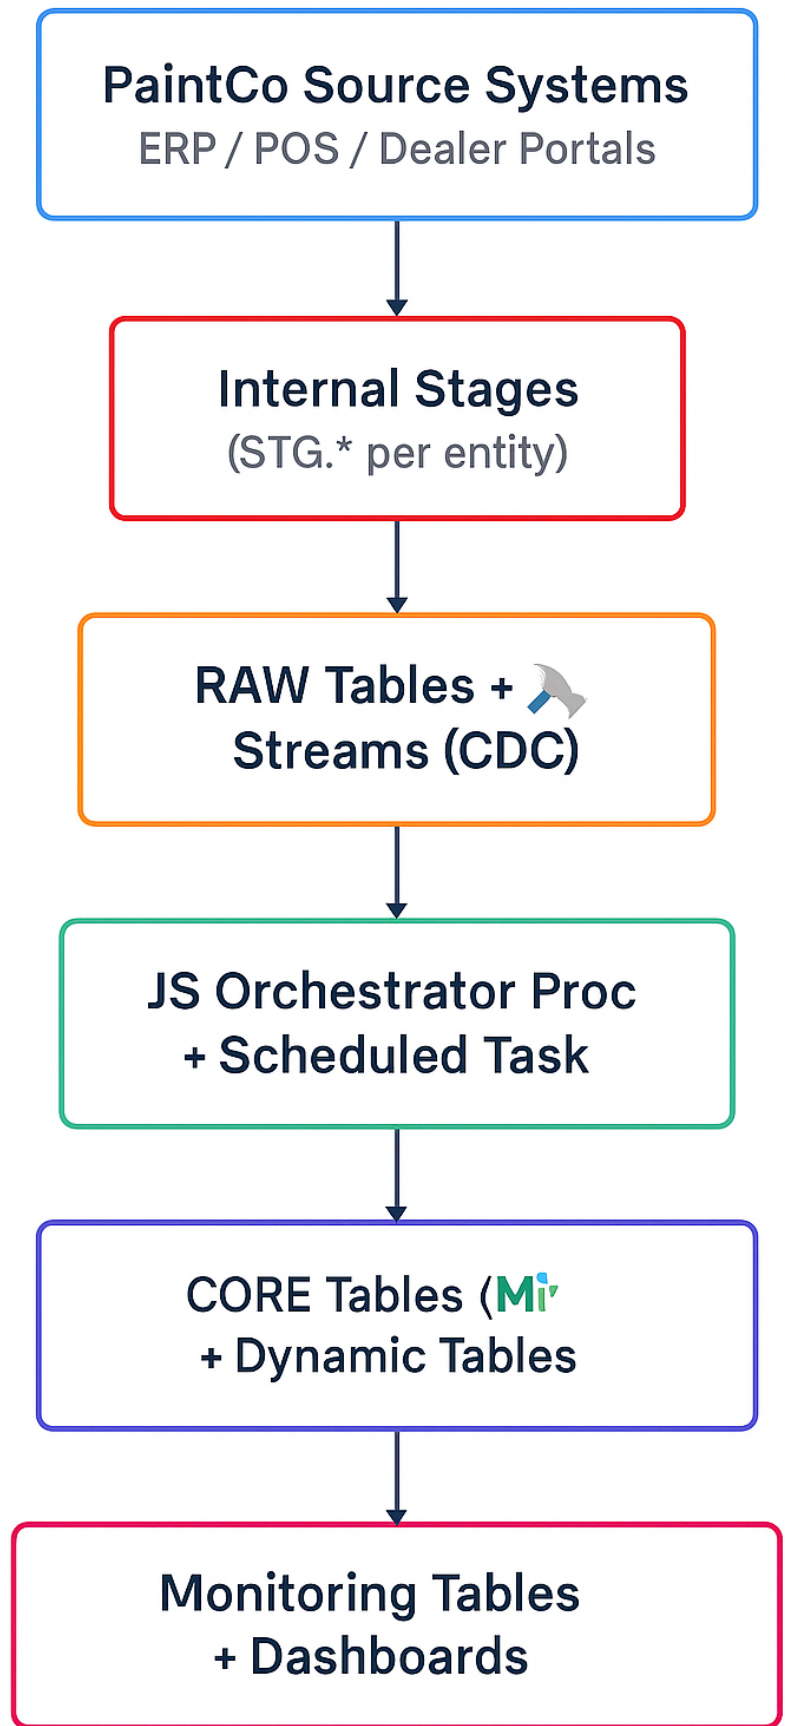 PaintCo Source Systems
ERP / POS / Dealer Portals
Internal Stages
(STG.* per entity)
RAW Tables +
Streams (CDC)
JS Orchestrator Proc
+ Scheduled Task
CORE Tables (
+ Dynamic Tables
Monitoring Tables
+ Dashboards